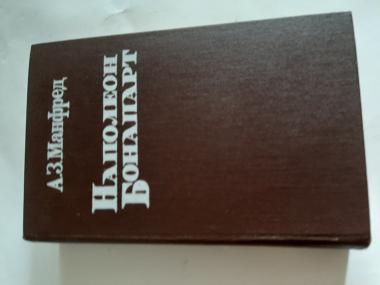 А.З.Манфред
Наполеон
Бонапарт